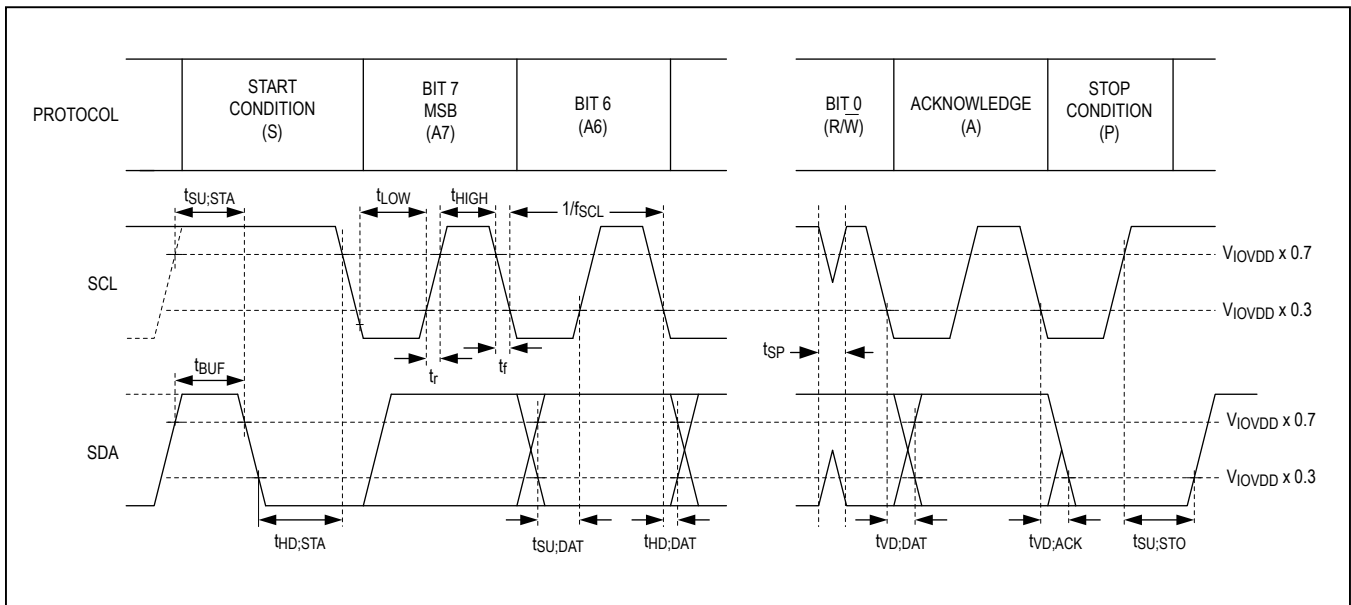 PROTOCOL
START
CONDITION
(S)
BIT 7
MSB
(A7)
BIT 6
(A6)
BIT 0
(R/W̅)
ACKNOWLEDGE
(A)
STOP
CONDITION
(P)
tSU;STA
tLOW
tHIGH
1/fSCL
SCL
VIOVDD x 0.7
VIOVDD x 0.3
tr
tf
tSP
tBUF
SDA
VIOVDD x 0.7
VIOVDD x 0.3
tHD;STA
tSU;DAT
tHD;DAT
tVD;DAT
tVD;ACK
tSU;STO